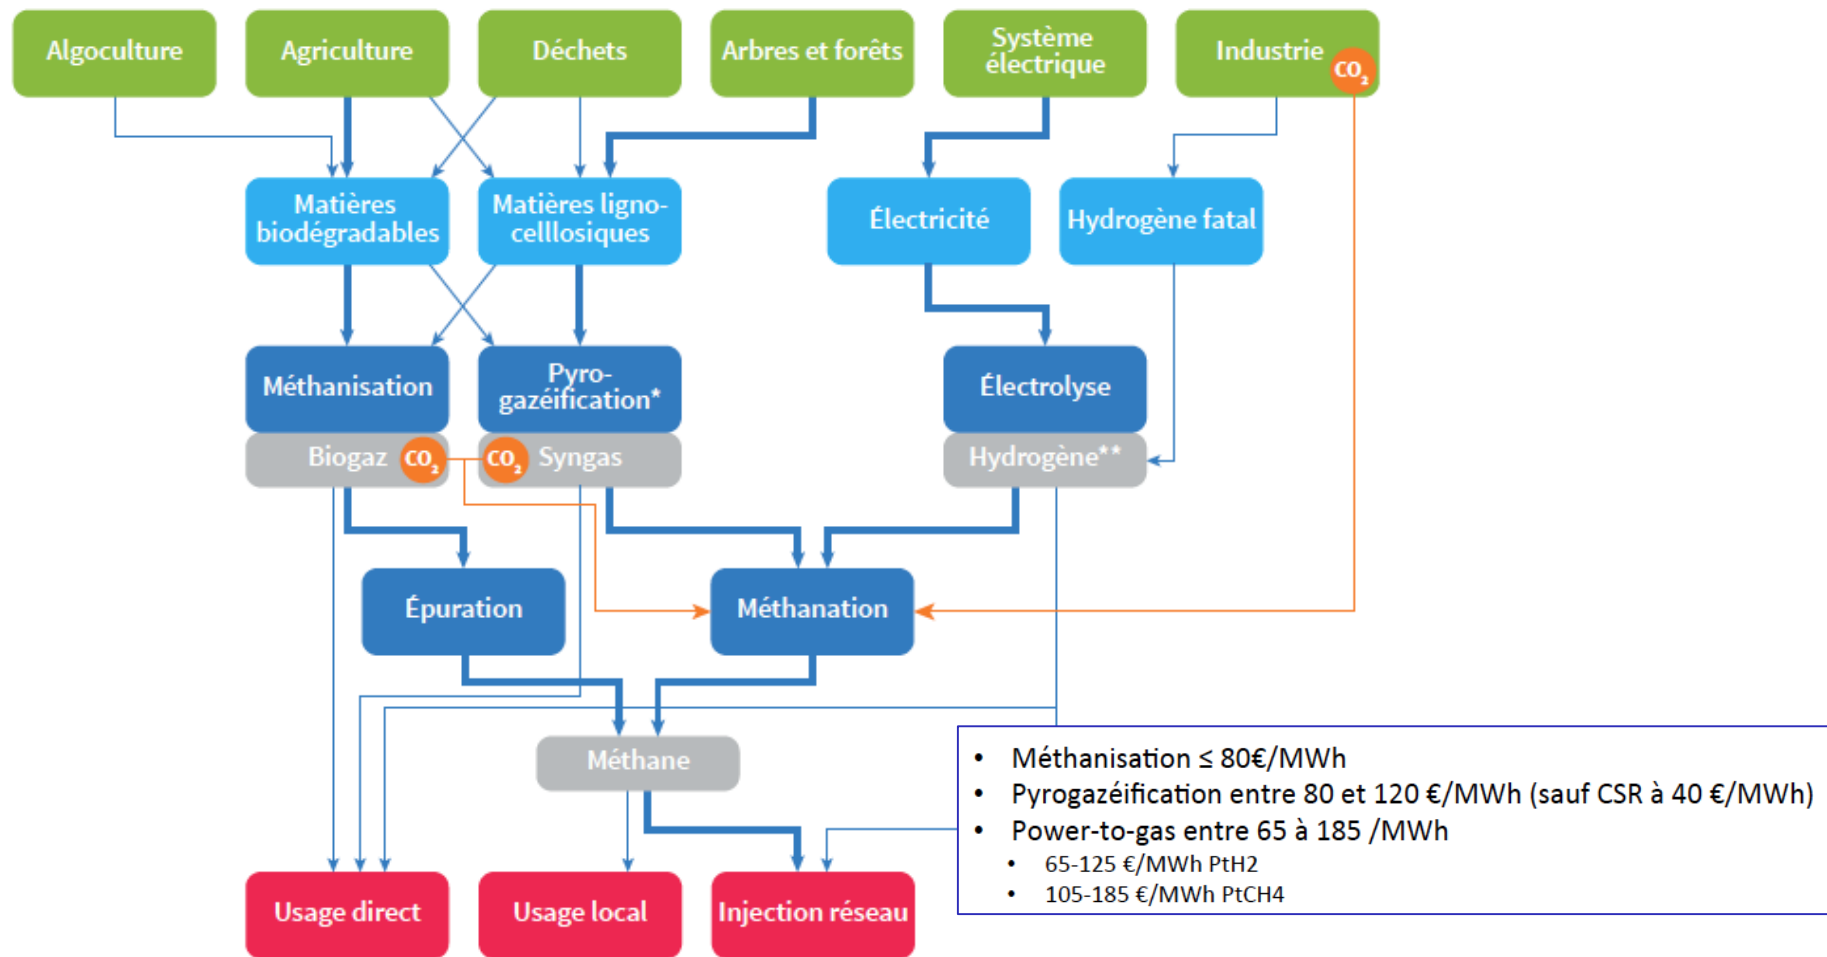 Algoculture
Agriculture
Déchets
Arbres et forêts
Système
électrique
Industrie
CO₂
Matières
biodégradables
Matières ligno-
celllosiques
Électricité
Hydrogène fatal
Méthanisation
Pyro-
gazéification*
Électrolyse
Biogaz
CO₂
CO₂
Syngas
Hydrogène**
Épuration
Méthanation
Méthane
• Méthanisation ≤ 80€/MWh
• Pyrogazéification entre 80 et 120 €/MWh (sauf CSR à 40 €/MWh)
• Power-to-gas entre 65 à 185 /MWh
• 65-125 €/MWh PtH2
• 105-185 €/MWh PtCH4
Usage direct
Usage local
Injection réseau